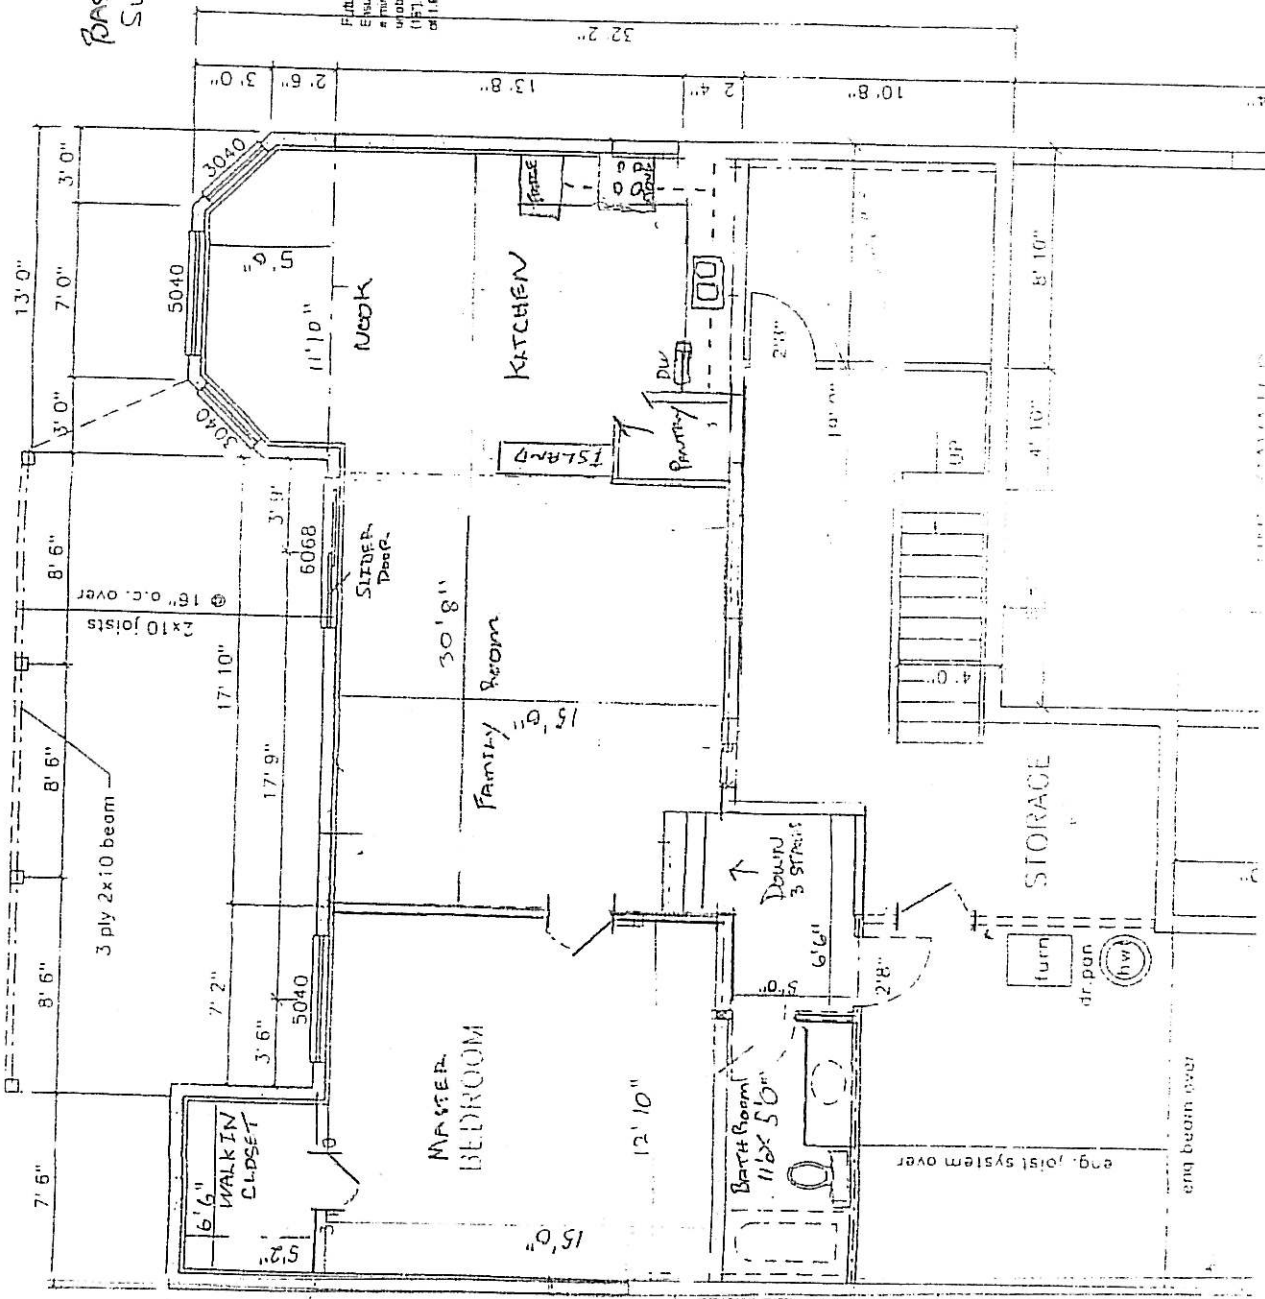 32' 2"
3' 0"
2' 6"
13' 8"
2' 4"
10' 8"
13' 0"
3' 0"
7' 0"
3' 0"
3040
5040
3040
5' 0"
11' 10"
NOOK
KITCHEN
DW
ISLAND
PANTRY
2'8"
8' 10"
4' 10"
UP
4' 0"
8' 6"
8' 6"
8' 6"
7' 6"
2x10 joists
@ 16" o.c. over
3 ply 2x10 beam
3' 9"
6068
SLIDER
DOOR
17' 10"
17' 9"
7' 2"
3' 6"
5040
30'8"
FAMILY ROOM
15'0"
DOWN
3 STAIRS
6'6"
5'0"
2'8"
STORAGE
furn
dr.pan
hwt
MASTER
BEDROOM
12' 10"
15'0"
WALK IN
CLOSET
6'6"
5'2"
BATHROOM
11'6 x 5'0"
eng. joist system over
eng beam over